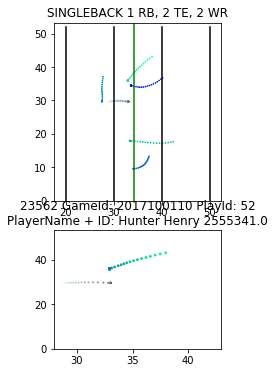 SINGLEBACK 1 RB, 2 TE, 2 WR
50
40
30
20
10
0
20 30 40 50
23562 GameId: 2017100110 PlayId: 52
PlayerName + ID: Hunter Henry 2555341.0
40
20
0
30 35 40